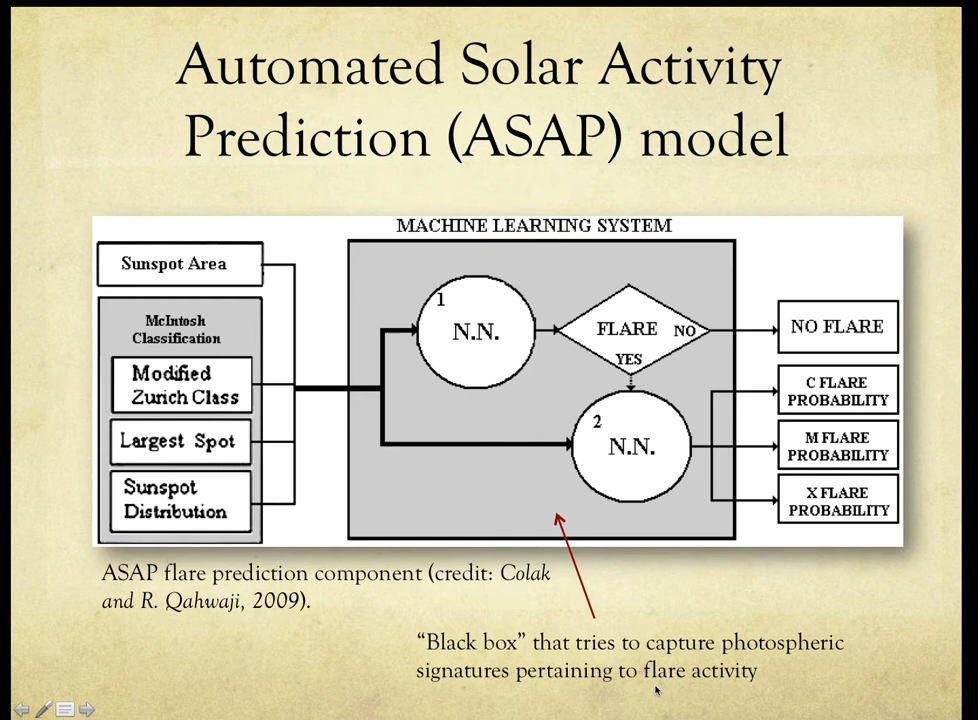 Automated Solar Activity
Prediction (ASAP) model
MACHINE LEARNING SYSTEM
Sunspot Area
McIntosh
Classification
Modified
Zurich Class
Largest Spot
Sunspot
Distribution
1
N.N.
FLARE
NO
YES
2
N.N.
NO FLARE
C FLARE
PROBABILITY
M FLARE
PROBABILITY
X FLARE
PROBABILITY
ASAP flare prediction component (credit: Colak
and R. Qahwaji, 2009).
“Black box” that tries to capture photospheric
signatures pertaining to flare activity